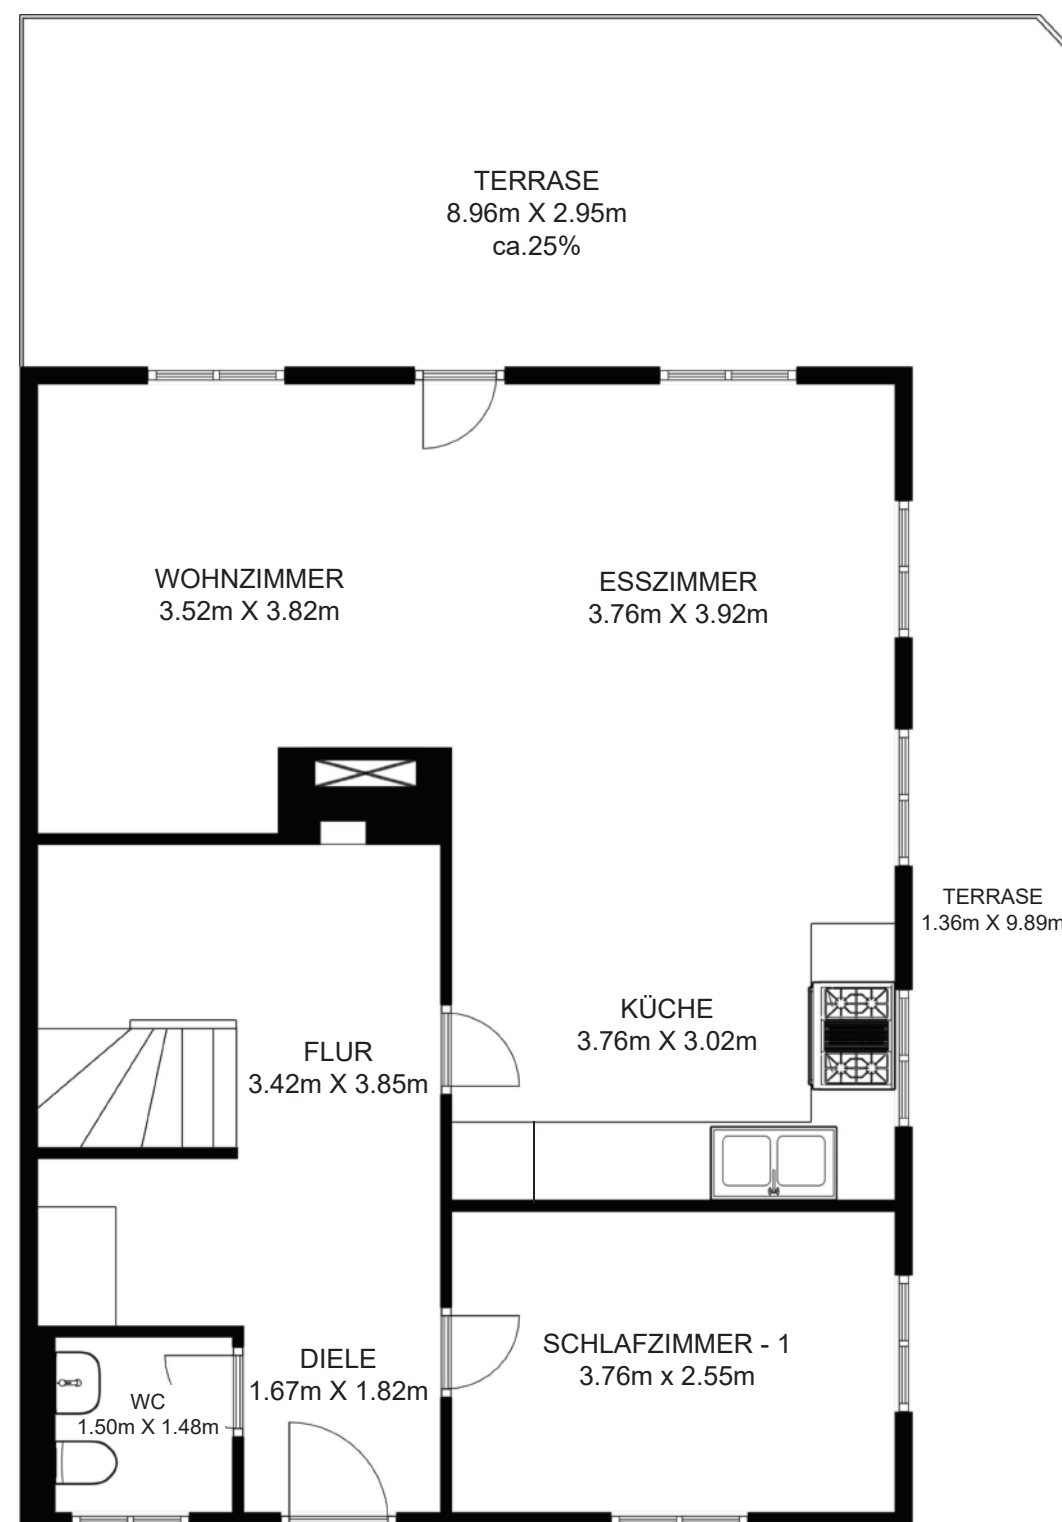 TERRASE
8.96m X 2.95m
ca.25%
WOHNZIMMER
3.52m X 3.82m
ESSZIMMER
3.76m X 3.92m
TERRASE
1.36m X 9.89m
KÜCHE
3.76m X 3.02m
FLUR
3.42m X 3.85m
SCHLAFZIMMER - 1
3.76m x 2.55m
DIELE
1.67m X 1.82m
WC
1.50m X 1.48m